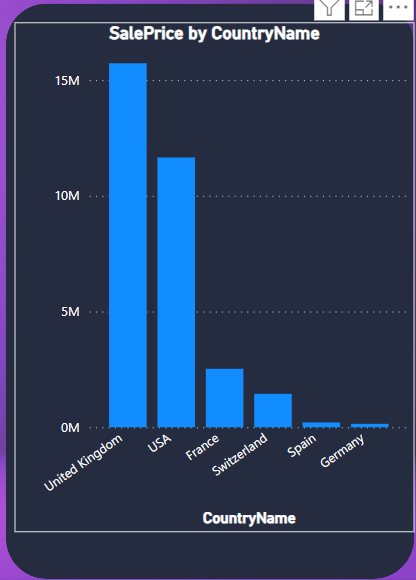 SalePrice by CountryName
15M
10M
5M
0M
United Kingdom
USA
France
Switzerland
Spain
Germany
CountryName